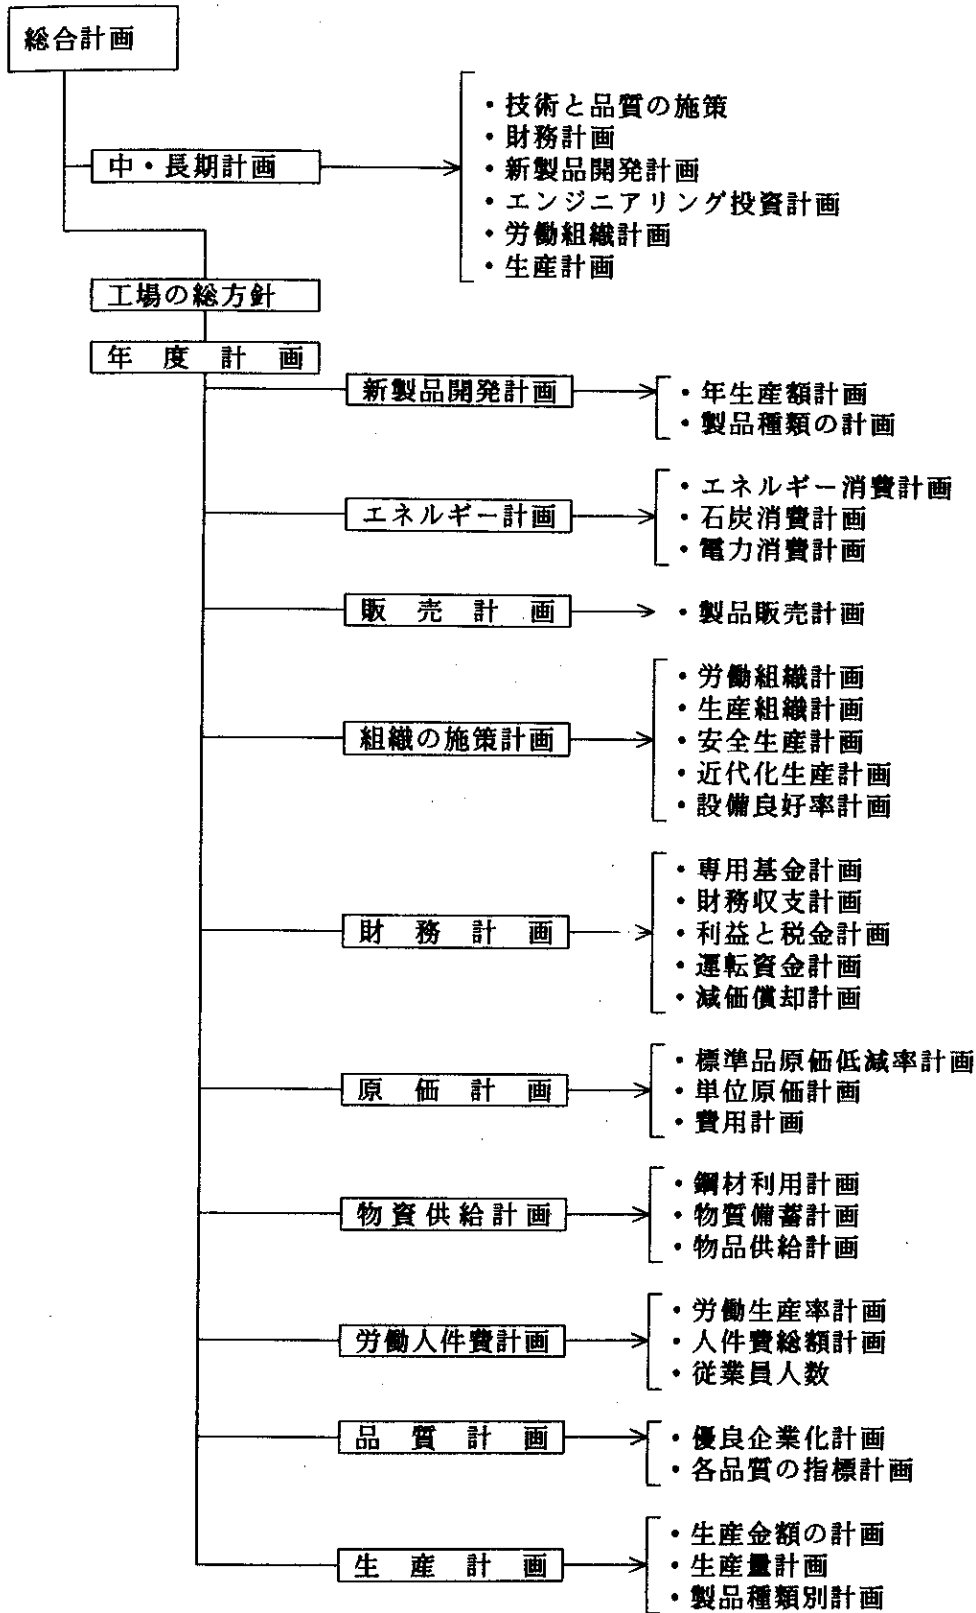 総合計画
中・長期計画
・技術と品質の施策
・財務計画
・新製品開発計画
・エンジニアリング投資計画
・労働組織計画
・生産計画
工場の総方針
年度計画
新製品開発計画
・年生産額計画
・製品種類の計画
エネルギー計画
・エネルギー消費計画
・石炭消費計画
・電力消費計画
販売計画
・製品販売計画
組織の施策計画
・労働組織計画
・生産組織計画
・安全生産計画
・近代化生産計画
・設備良好率計画
財務計画
・専用基金計画
・財務収支計画
・利益と税金計画
・運転資金計画
・減価償却計画
原価計画
・標準品原価低減率計画
・単位原価計画
・費用計画
物資供給計画
・鋼材利用計画
・物質備蓄計画
・物品供給計画
労働人件費計画
・労働生産率計画
・人件費総額計画
・従業員人数
品質計画
・優良企業化計画
・各品質の指標計画
生産計画
・生産金額の計画
・生産量計画
・製品種類別計画